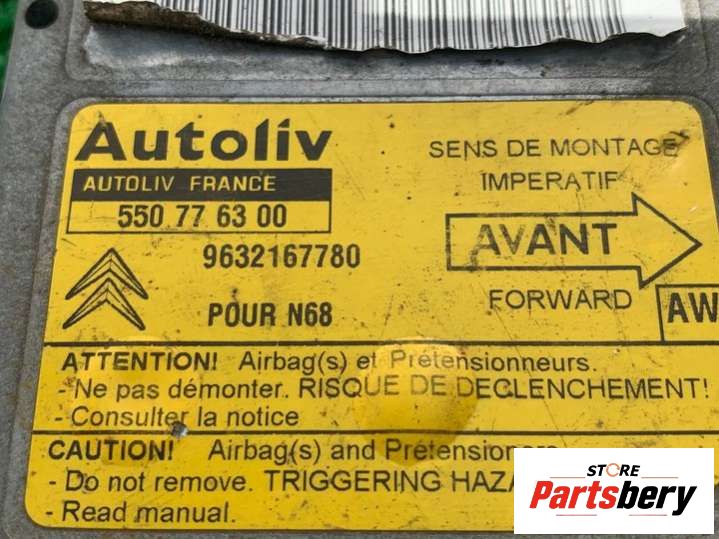 Autoliv
AUTOLIV FRANCE
550 77 63 00
9632167780
POUR N68
SENS DE MONTAGE
IMPERATIF
AVANT
FORWARD
AW
ATTENTION! Airbag(s) et Prétensionneurs.
- Ne pas démonter. RISQUE DE DECLENCHEMENT!
- Consulter la notice
CAUTION! Airbag(s) and Prétensioners
- Do not remove. TRIGGERING HAZA
- Read manual.
STORE
Partsbery